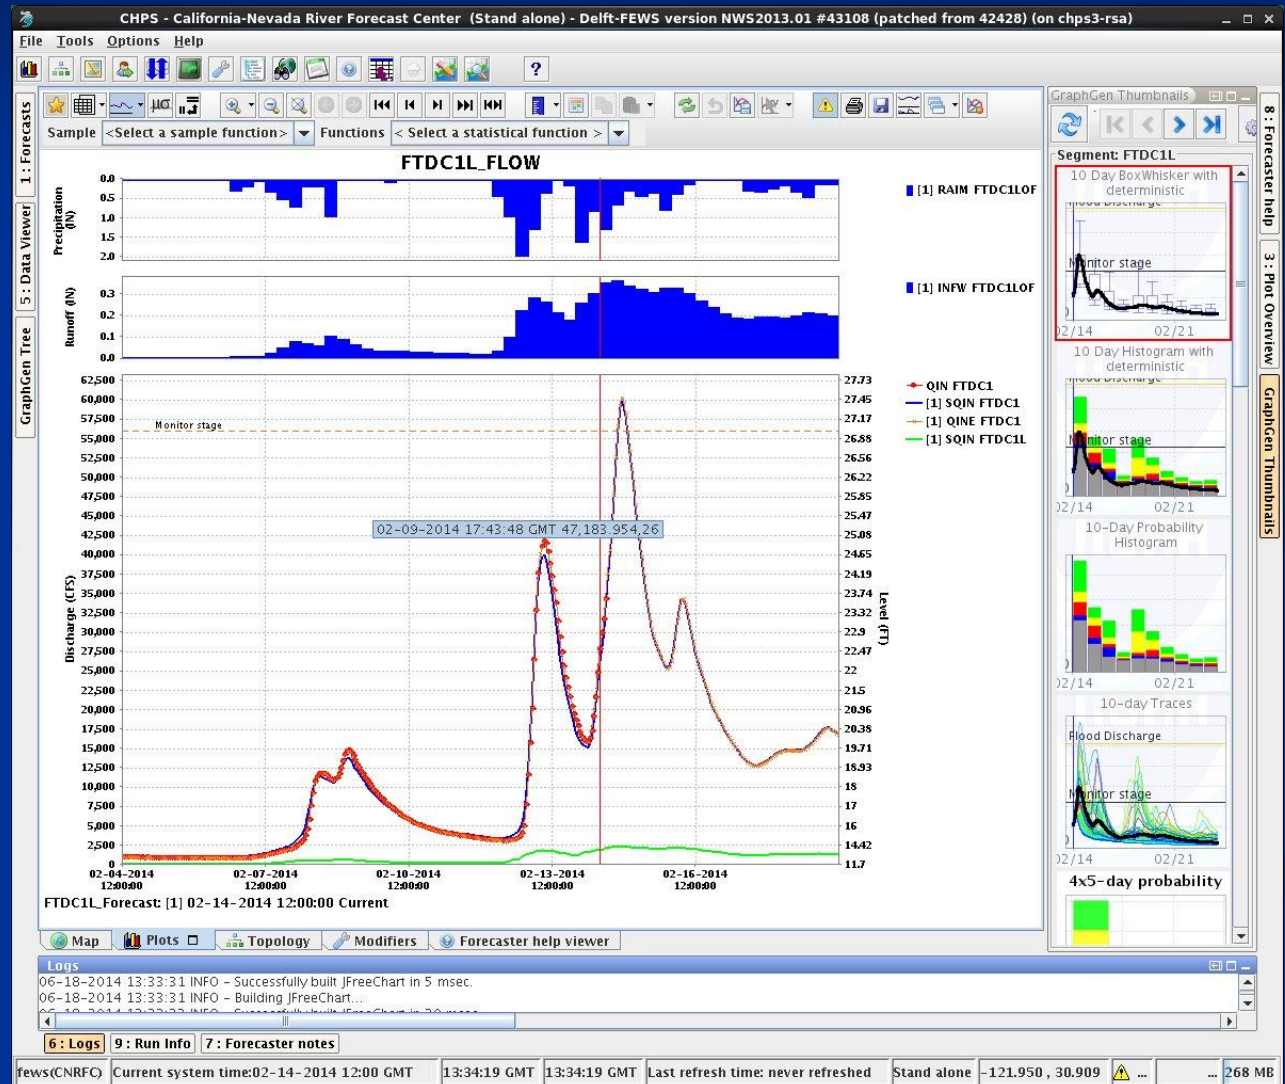 CHPS - California-Nevada River Forecast Center (Stand alone) - Delft-FEWS version NWS2013.01 #43108 (patched from 42428) (on chps3-rsa)
File Tools Options Help
?
μσ
Sample <Select a sample function> Functions < Select a statistical function >
1 : Forecasts
5 : Data Viewer
GraphGen Tree
FTDC1L_FLOW
Precipitation (IN)
0.0
0.5
1.0
1.5
2.0
[1] RAIM FTDC1LOF
Runoff (IN)
0.3
0.2
0.1
0.0
[1] INFW FTDC1LOF
Discharge (CFS)
62,500
60,000
57,500
55,000
52,500
50,000
47,500
45,000
42,500
40,000
37,500
35,000
32,500
30,000
27,500
25,000
22,500
20,000
17,500
15,000
12,500
10,000
7,500
5,000
2,500
0
Monitor stage
02-09-2014 17:43:48 GMT 47,183.954,26
27.73
27.45
27.17
26.88
26.56
26.22
25.85
25.47
25.08
24.65
24.19
23.74
23.32
22.9
22.47
22
21.5
20.96
20.38
19.71
18.93
18
17
16
14.42
11.7
Level (FT)
QIN FTDC1
[1] SQIN FTDC1
[1] QINE FTDC1
[1] SQIN FTDC1L
02-04-2014 02-07-2014 02-10-2014 02-13-2014 02-16-2014
12:00:00 12:00:00 12:00:00 12:00:00 12:00:00
FTDC1L_Forecast: [1] 02-14-2014 12:00:00 Current
Map Plots Topology Modifiers Forecaster help viewer
GraphGen Thumbnails
Segment: FTDC1L
10 Day BoxWhisker with
deterministic
Flood Discharge
Monitor stage
0
02/14 02/21
10 Day Histogram with
deterministic
Flood Discharge
Monitor stage
0
02/14 02/21
10-Day Probability
Histogram
0
02/14 02/21
10-day Traces
Flood Discharge
Monitor stage
0
02/14 02/21
4x5-day probability
8 : Forecaster help
3 : Plot Overview
GraphGen Thumbnails
Logs
06-18-2014 13:33:31 INFO - Successfully built JFreeChart in 5 msec.
06-18-2014 13:33:31 INFO - Building JFreeChart...
6 : Logs 9 : Run Info 7 : Forecaster notes
fews(CNRFC) Current system time:02-14-2014 12:00 GMT 13:34:19 GMT 13:34:19 GMT Last refresh time: never refreshed Stand alone -121.950 , 30.909 ... ... 268 MB